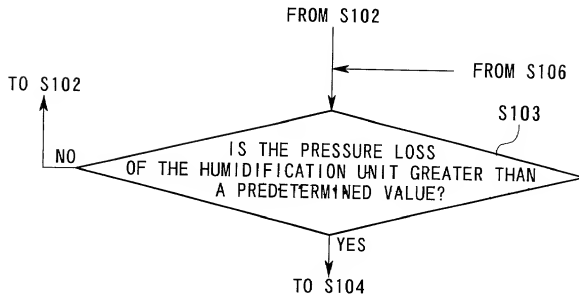 FROM S102
FROM S106
TO S102
S103
NO
IS THE PRESSURE LOSS
OF THE HUMIDIFICATION UNIT GREATER THAN
A PREDETERMINED VALUE?
YES
TO S104